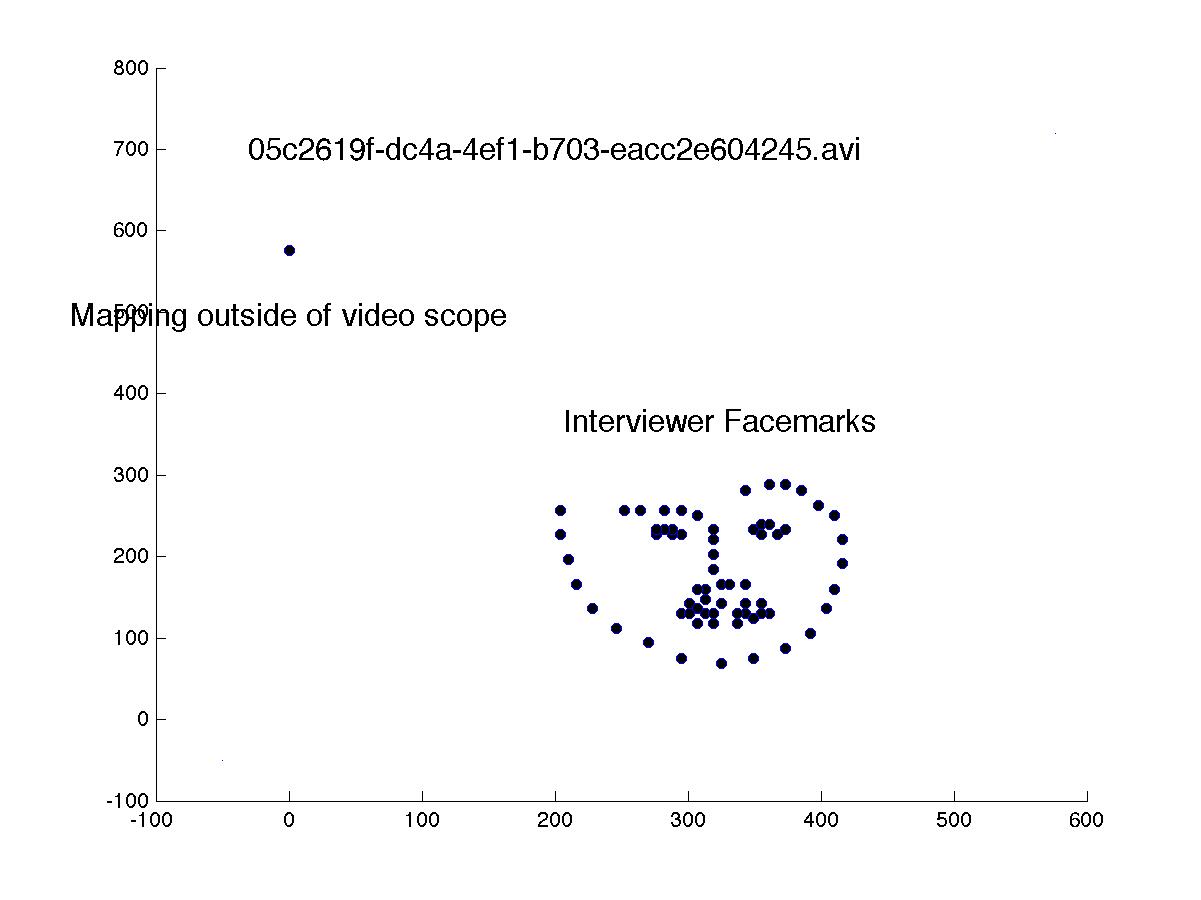 800
700
05c2619f-dc4a-4ef1-b703-eacc2e604245.avi
600
500
Mapping outside of video scope
400
Interviewer Facemarks
300
200
100
0
-100
-100 0 100 200 300 400 500 600